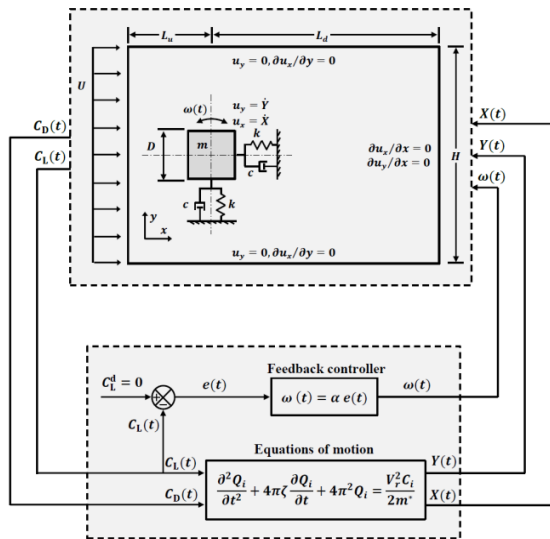 L_u
L_d
u_y = 0, ∂u_x/∂y = 0
U
ω(t)
u_y = Ẏ
u_x = Ẋ
k
D
m
c
H
∂u_x/∂x = 0
∂u_y/∂x = 0
c
k
y
x
u_y = 0, ∂u_x/∂y = 0
C_D(t)
C_L(t)
X(t)
Y(t)
ω(t)
Feedback controller
C_L^d = 0
+
−
e(t)
ω (t) = α e(t)
ω(t)
C_L(t)
Equations of motion
C_L(t)
C_D(t)
∂²Q_i/∂t² + 4πζ ∂Q_i/∂t + 4π²Q_i = V_r²C_i/2m*
Y(t)
X(t)